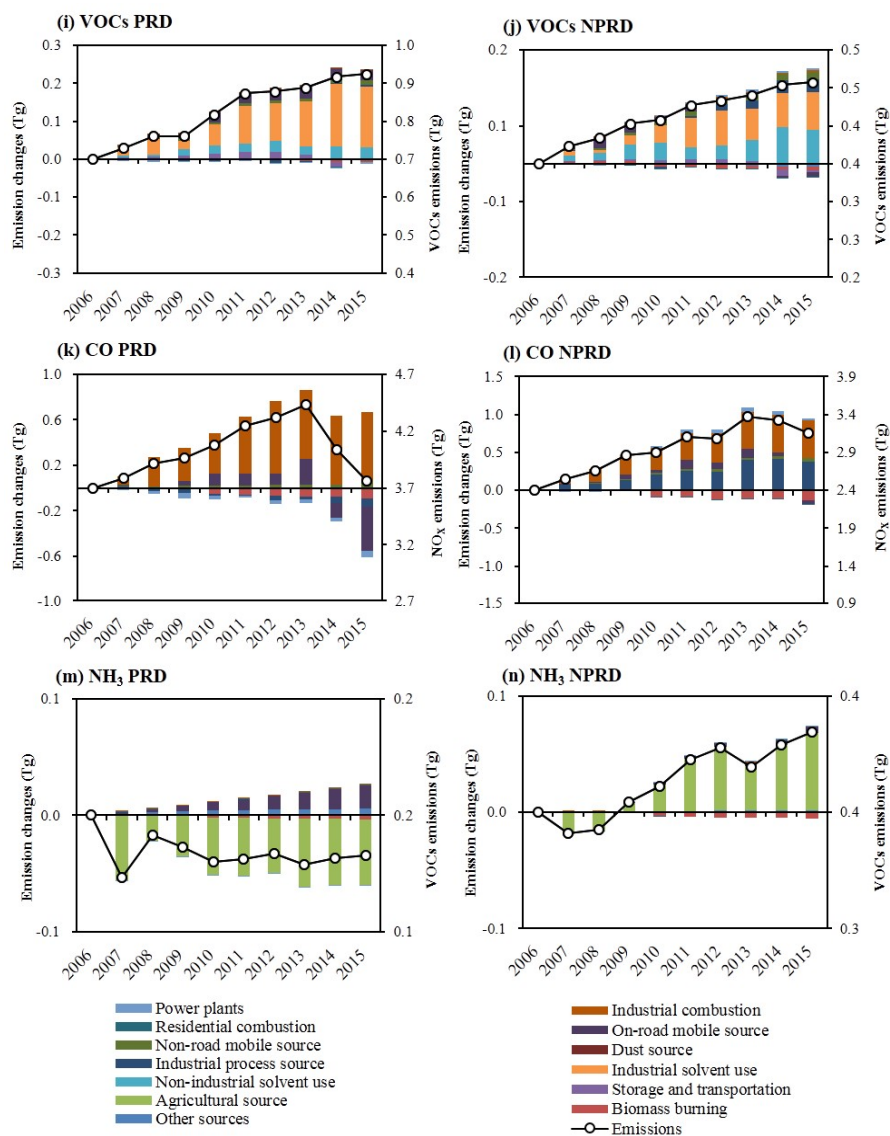 (i) VOCs PRD
0.3
0.2
0.1
0.0
-0.1
-0.2
-0.3
Emission changes (Tg)
1.0
0.9
0.8
0.7
0.6
0.5
0.4
VOCs emissions (Tg)
2006 2007 2008 2009 2010 2011 2012 2013 2014 2015
(j) VOCs NPRD
0.2
0.1
0.0
-0.1
-0.2
Emission changes (Tg)
0.5
0.5
0.4
0.4
0.3
0.3
0.2
VOCs emissions (Tg)
2006 2007 2008 2009 2010 2011 2012 2013 2014 2015
(k) CO PRD
1.0
0.6
0.2
-0.2
-0.6
-1.0
Emission changes (Tg)
4.7
4.2
3.7
3.2
2.7
NOX emissions (Tg)
2006 2007 2008 2009 2010 2011 2012 2013 2014 2015
(l) CO NPRD
1.5
1.0
0.5
0.0
-0.5
-1.0
-1.5
Emission changes (Tg)
3.9
3.4
2.9
2.4
1.9
1.4
0.9
NOX emissions (Tg)
2006 2007 2008 2009 2010 2011 2012 2013 2014 2015
(m) NH3 PRD
0.1
0.0
-0.1
Emission changes (Tg)
0.2
0.2
0.1
VOCs emissions (Tg)
2006 2007 2008 2009 2010 2011 2012 2013 2014 2015
(n) NH3 NPRD
0.1
0.0
-0.1
Emission changes (Tg)
0.4
0.4
0.3
VOCs emissions (Tg)
2006 2007 2008 2009 2010 2011 2012 2013 2014 2015
Power plants
Residential combustion
Non-road mobile source
Industrial process source
Non-industrial solvent use
Agricultural source
Other sources
Industrial combustion
On-road mobile source
Dust source
Industrial solvent use
Storage and transportation
Biomass burning
Emissions